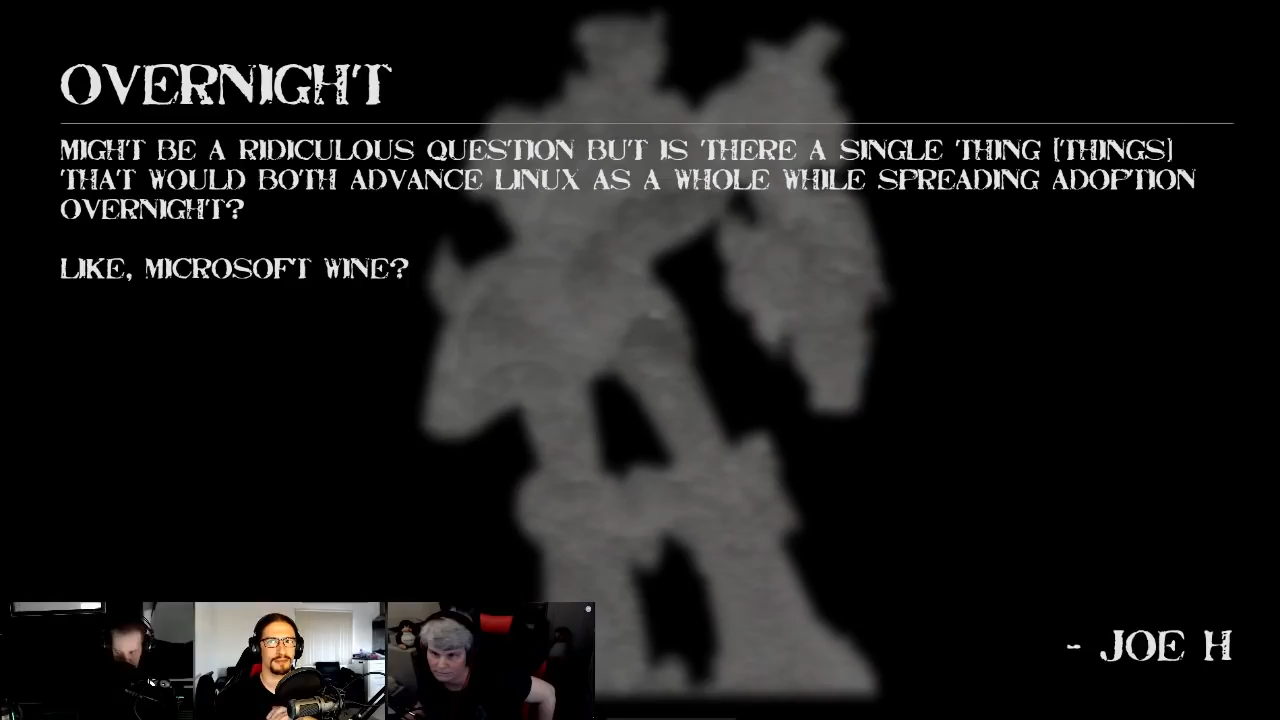 OVERNIGHT
MIGHT BE A RIDICULOUS QUESTION BUT IS THERE A SINGLE THING [THINGS]
THAT WOULD BOTH ADVANCE LINUX AS A WHOLE WHILE SPREADING ADOPTION
OVERNIGHT?
LIKE, MICROSOFT WINE?
- JOE H